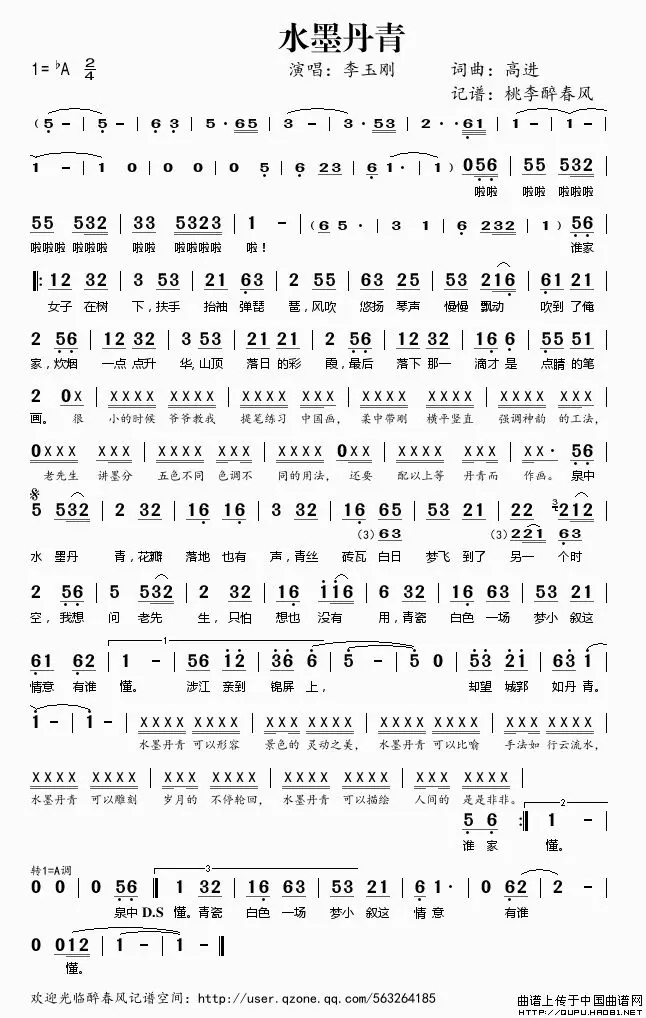 水墨丹青
1= ♭A 2/4 演唱：李玉刚 词曲：高进
记谱：桃李醉春风
(5 - | 5 - | 6 3 | 5· 65 | 3 - | 3· 53 | 2· ·61 | 1 - | 1 -
1 - | 1 0 | 0 0 | 0 5 | 6 23 | 6 1· | 1) 056 | 55 532
啦啦 啦啦 啦啦啦
55 532 | 33 5323 | 1 - | (65· | 3 1 | 6 232 | 1) 56
啦啦啦 啦啦啦 啦啦 啦啦啦啦 啦！ 谁家
‖: 12 32 | 3 53 | 21 63 | 2 55 | 63 35 | 53 216 | 61 21
女子 在树 下,扶手 抬袖 弹琵 琶,风吹 悠扬 琴声 慢慢 飘动 吹到 了俺
2 56 | 12 32 | 3 53 | 21 21 | 2 56 | 12 32 | 16 6 | 55 51
家,炊烟 一点 点升 华,山顶 落日 的彩 霞,最后 落下 那一 滴才 是 点睛 的笔
2 0X | XXXX XXXX | XXXX XXXX | XXXX XXXX | XXXX XXXX
画。 很 小的时候 爷爷教我 提笔练习 中国画, 柔中带刚 横平竖直 强调神韵 的工法,
0XXX XXXX | XXXX XXXX | XXXX 0XX | XXXX XXXX | XX· 56
老先生 讲墨分 五色不同 色调不 同的用法, 还要 配以上等 丹青而 作画。 泉中
5 532 | 2 32 | 16 16 | 2 32 | 16 65 | 53 21 | 22 212
(3)63 (3)221 63
水 墨丹 青,花瓣 落地 也有 声,青丝 砖瓦 白日 梦飞 到了 另一 个时
2 56 | 5 532 | 2 32 | 16 116 | 6 32 | 16 63 | 53 21
空,我想 问 老先 生,只怕 想也 没有 用,青瓷 白色 一场 梦小 叙这
1
61 62 | 1 - | 56 12 | 36 6 | 5 - | 5 0 | 53 21 | 63 1
情意 有谁 懂。 涉江 亲到 锦屏 上, 却望 城郭 如丹 青。
1 - | 1 - | XXXX XXXX | XXXX XXXX | XXXX XXXX | XXXX XXXX
水墨丹青 可以形容 景色的 灵动之美, 水墨丹青 可以比喻 手法如 行云流水,
XXXX XXXX | XXXX XXXX | XXXX XXXX | XXXX XXXX
水墨丹青 可以雕刻 岁月的 不停轮回, 水墨丹青 可以描绘 人间的 是是非非。
2
5 6 :‖ 1 -
谁 家 懂。
转1=A调
3
0 0 | 0 56 ‖ 1 32 | 16 63 | 53 21 | 6 1· | 0 62 | 2 -
泉中 D.S 懂。青瓷 白色 一场 梦小 叙这 情 意 有谁
0 012 | 1 - | 1 - ‖
懂。
欢迎光临醉春风记谱空间：http://user.qzone.qq.com/563264185
曲谱上传于中国曲谱网
http://QUPU.HAO81.NET